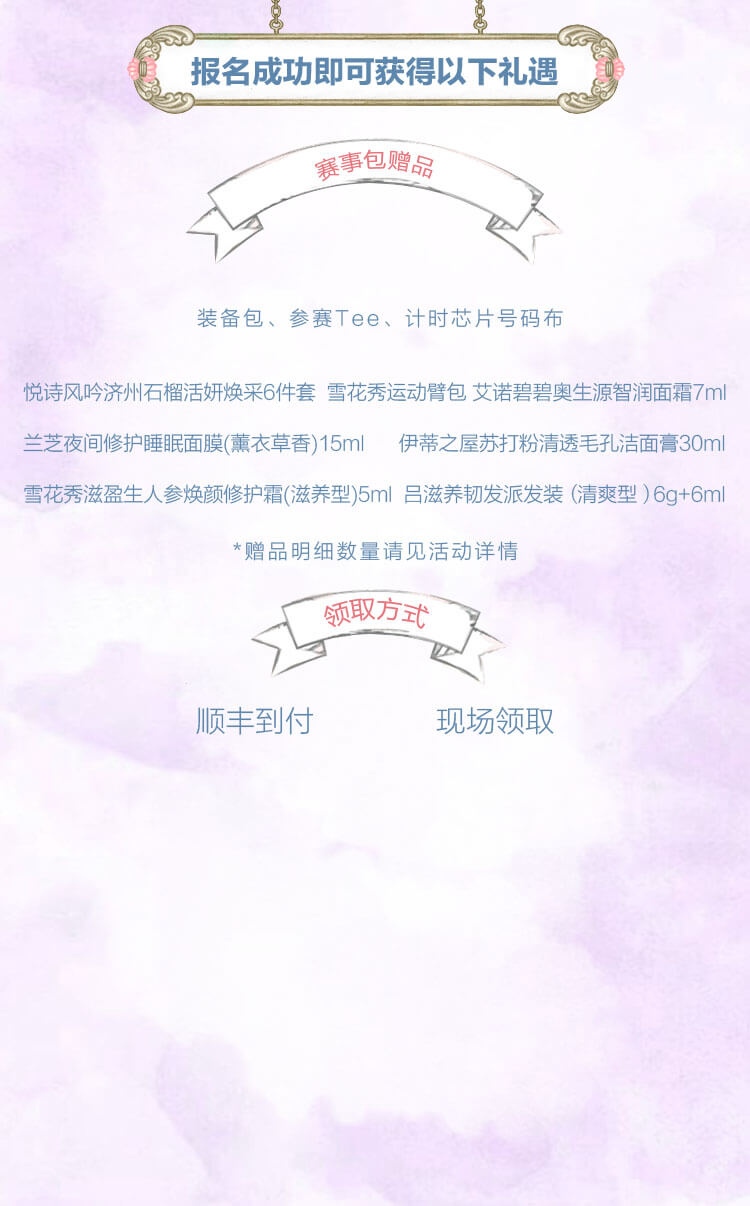 报名成功即可获得以下礼遇
赛事包赠品
装备包、参赛Tee、计时芯片号码布
悦诗风吟济州石榴活妍焕采6件套 雪花秀运动臂包 艾诺碧碧奥生源智润面霜7ml
兰芝夜间修护睡眠面膜(薰衣草香)15ml 伊蒂之屋苏打粉清透毛孔洁面膏30ml
雪花秀滋盈生人参焕颜修护霜(滋养型)5ml 吕滋养韧发派发装（清爽型）6g+6ml
*赠品明细数量请见活动详情
领取方式
顺丰到付 现场领取